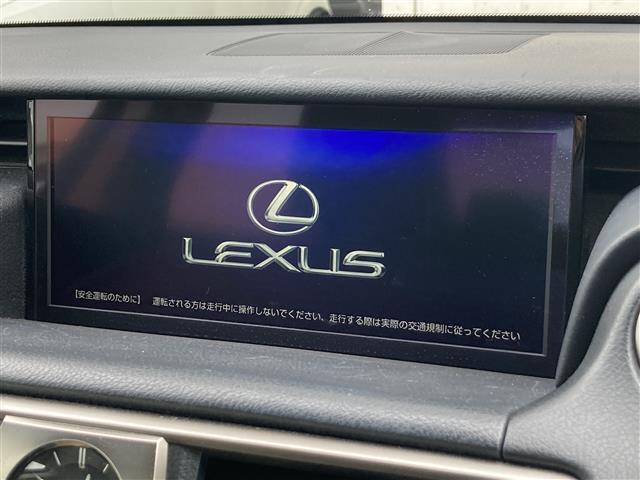 LEXUS
【安全運転のために】 運転される方は走行中に操作しないでください、走行する際は実際の交通規制に従ってください